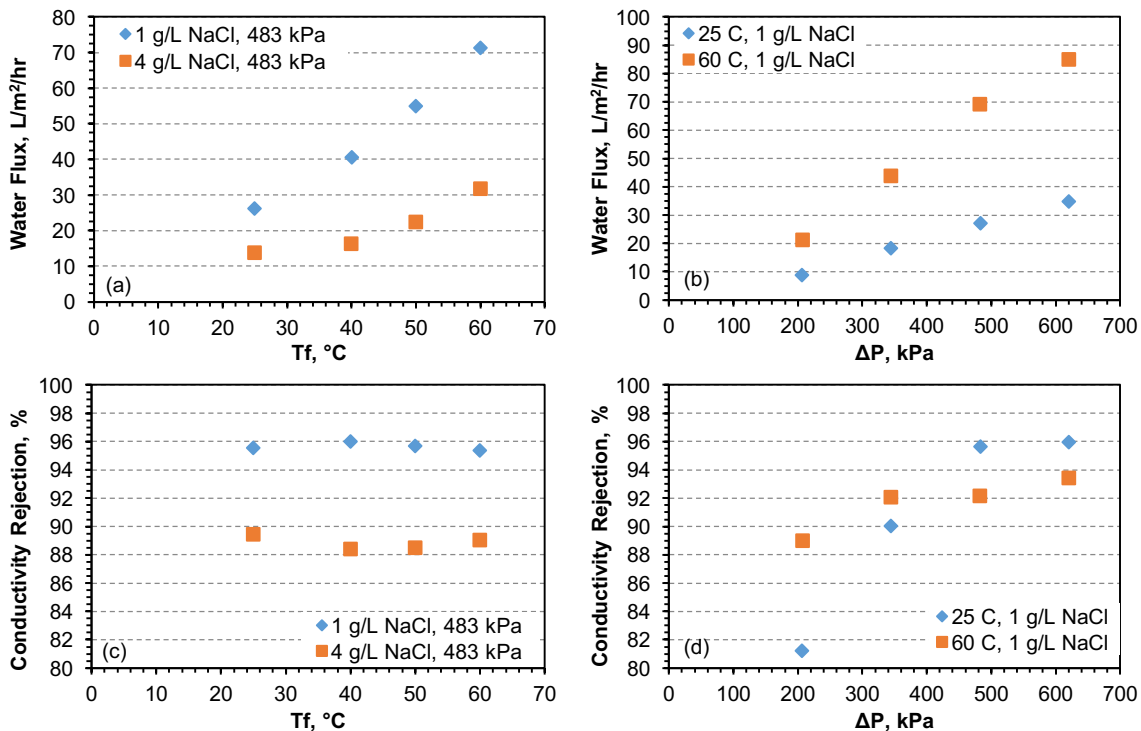 Water Flux, L/m²/hr
80
70
60
50
40
30
20
10
0
1 g/L NaCl, 483 kPa
4 g/L NaCl, 483 kPa
(a)
0 10 20 30 40 50 60 70
Tf, °C
Water Flux, L/m²/hr
100
90
80
70
60
50
40
30
20
10
0
25 C, 1 g/L NaCl
60 C, 1 g/L NaCl
(b)
0 100 200 300 400 500 600 700
ΔP, kPa
Conductivity Rejection, %
100
98
96
94
92
90
88
86
84
82
80
1 g/L NaCl, 483 kPa
4 g/L NaCl, 483 kPa
(c)
0 10 20 30 40 50 60 70
Tf, °C
Conductivity Rejection, %
100
98
96
94
92
90
88
86
84
82
80
25 C, 1 g/L NaCl
60 C, 1 g/L NaCl
(d)
0 100 200 300 400 500 600 700
ΔP, kPa